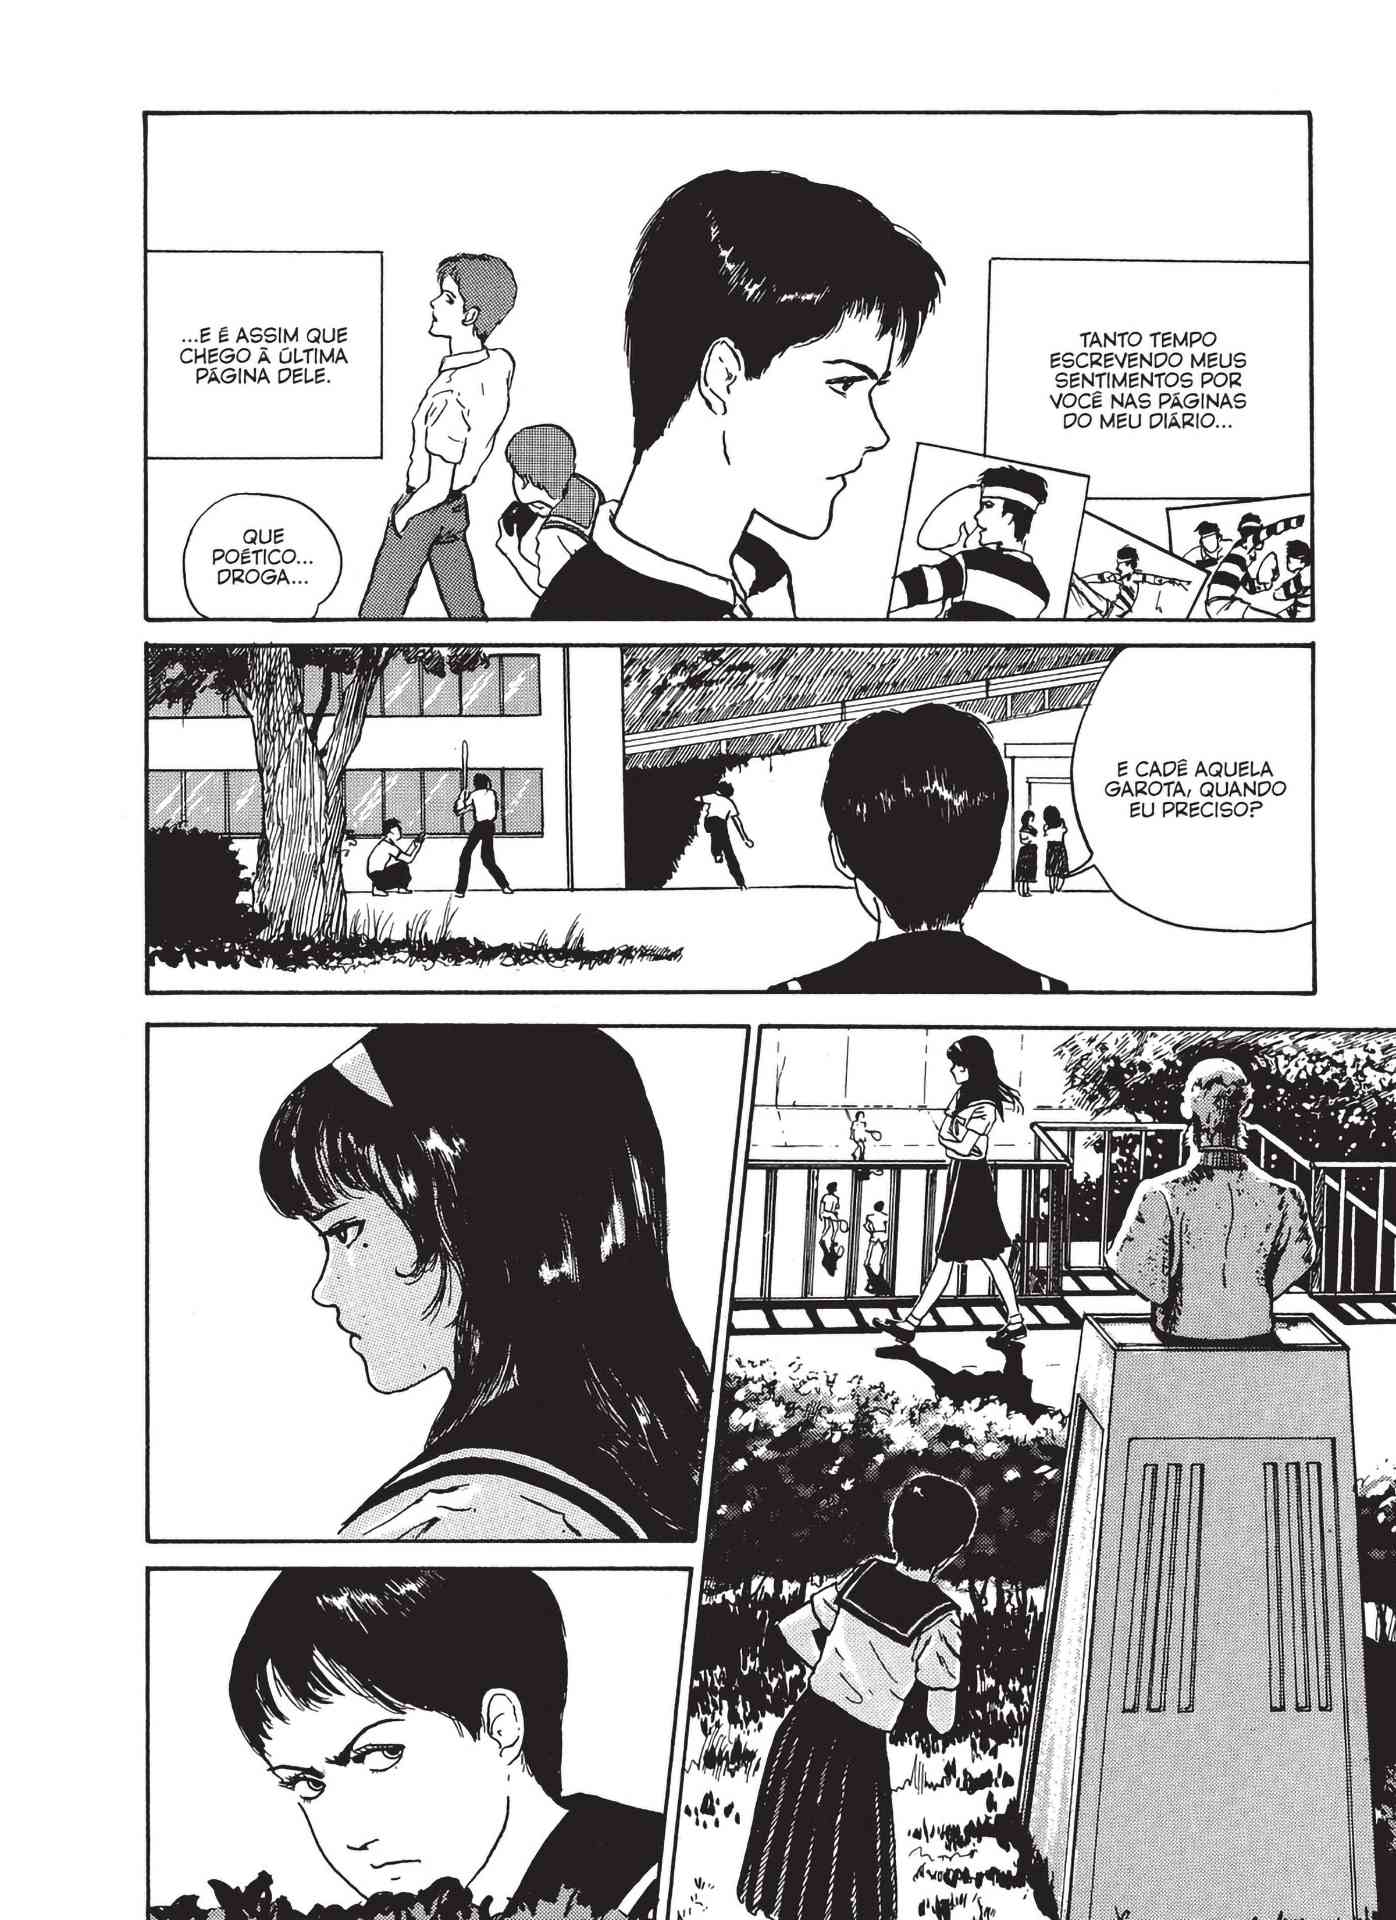 TANTO TEMPO
ESCREVENDO MEUS
SENTIMENTOS POR
VOCÊ NAS PÁGINAS
DO MEU DIÁRIO...
...E É ASSIM QUE
CHEGO À ÚLTIMA
PÁGINA DELE.
QUE
POÉTICO...
DROGA...
E CADÊ AQUELA
GAROTA, QUANDO
EU PRECISO?